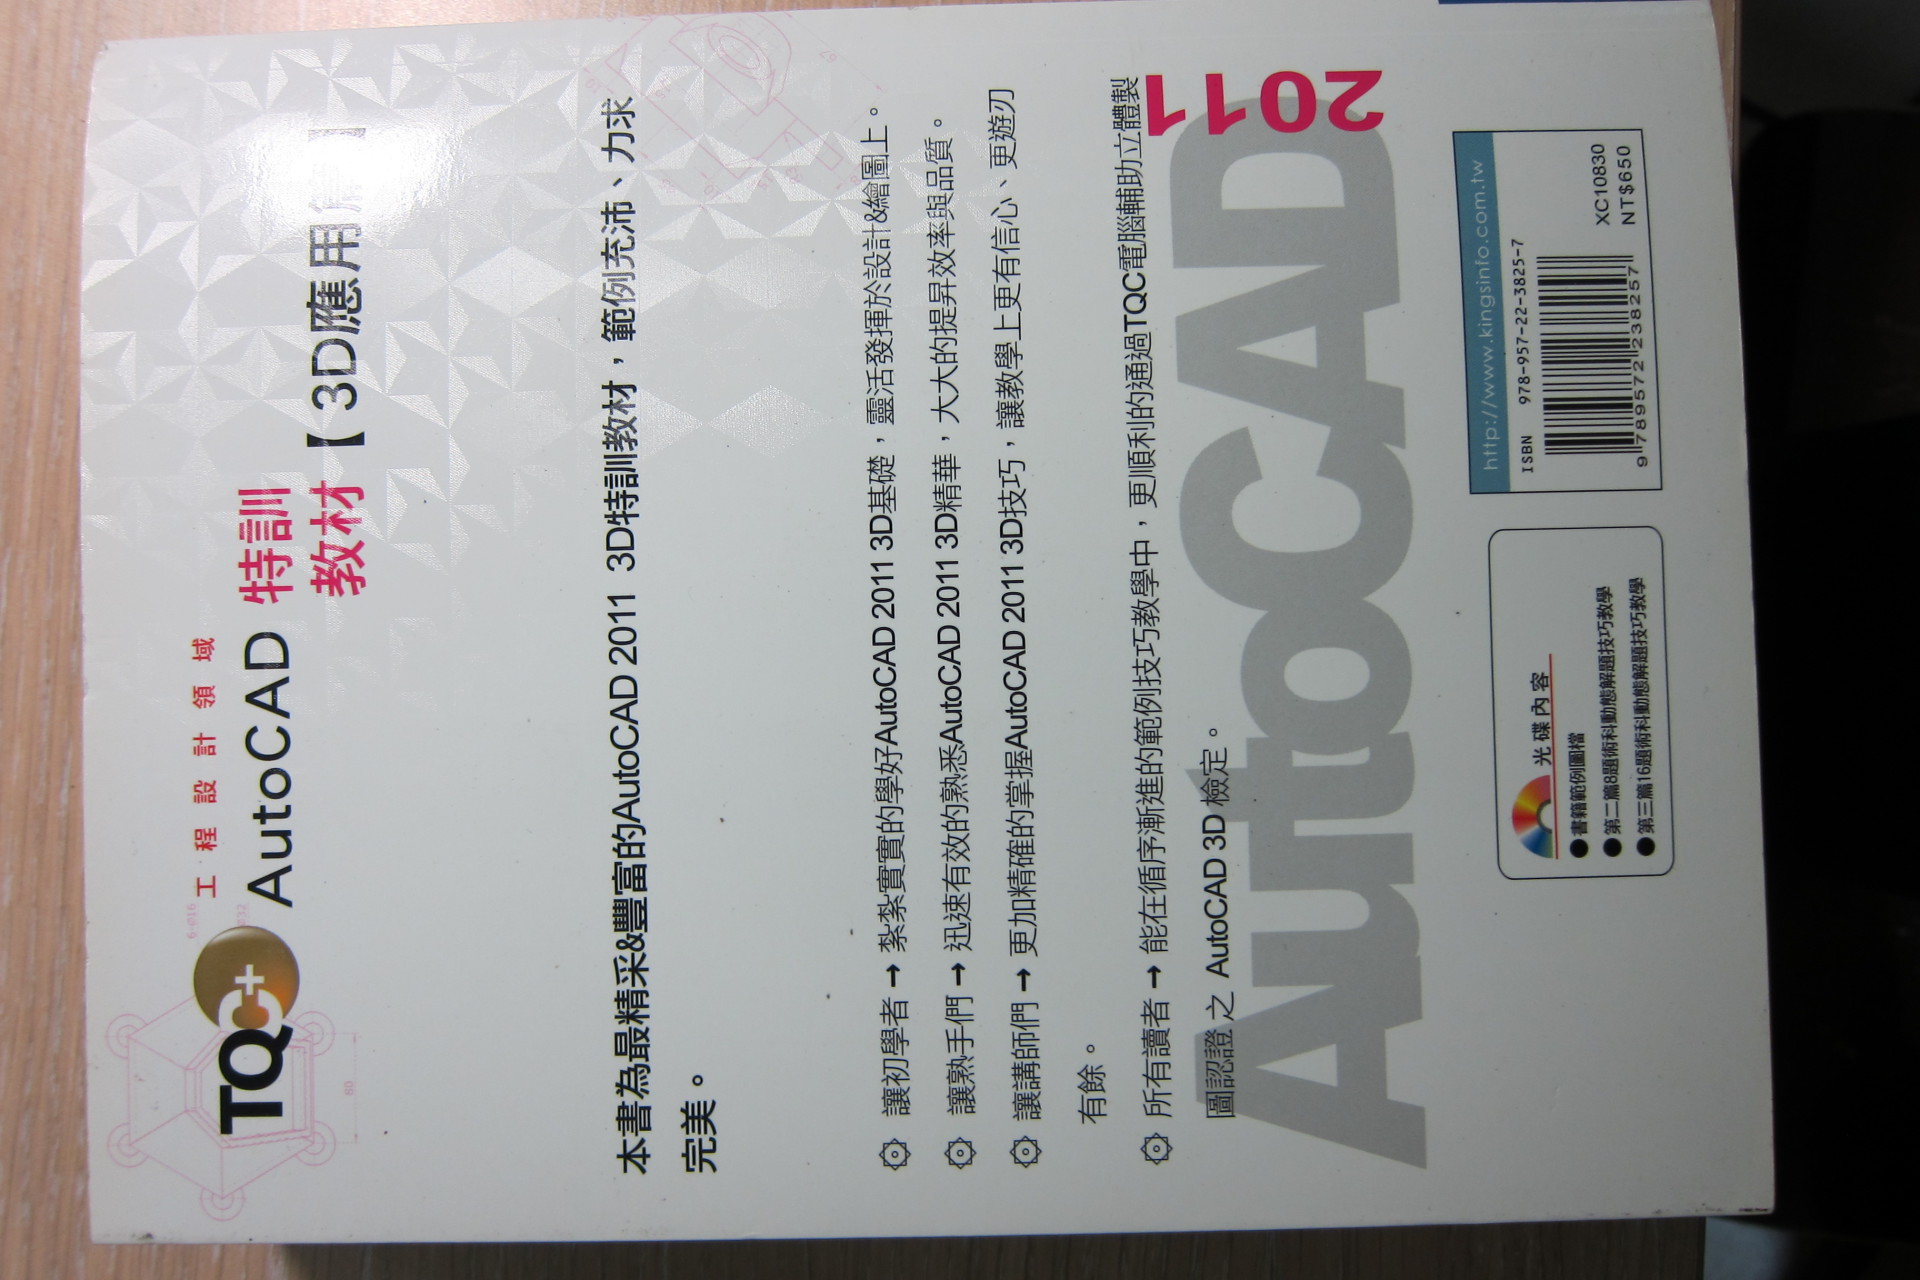 工程設計領域
TQC+ AutoCAD 特訓
教材【3D應用篇】
本書為最精采&豐富的AutoCAD 2011 3D特訓教材，範例充沛、力求
完美。
讓初學者→紮紮實實的學好AutoCAD 2011 3D基礎，靈活發揮於設計&繪圖上。
讓熟手們→迅速有效的熟悉AutoCAD 2011 3D精華，大大的提昇效率與品質。
讓講師們→更加精確的掌握AutoCAD 2011 3D技巧，讓教學上更有信心、更遊刃
有餘。
所有讀者→能在循序漸進的範例技巧教學中，更順利的通過TQC電腦輔助立體製
圖認證之 AutoCAD 3D 檢定。
AutoCAD 2011
光碟內容
●書籍範例圖檔
●第二篇8題術科動態解題技巧教學
●第三篇16題術科動態解題技巧教學
http://www.kingsinfo.com.tw
ISBN 978-957-22-3825-7
9 789572 238257
XC10830
NT$650
6-Ø16
Ø32
80